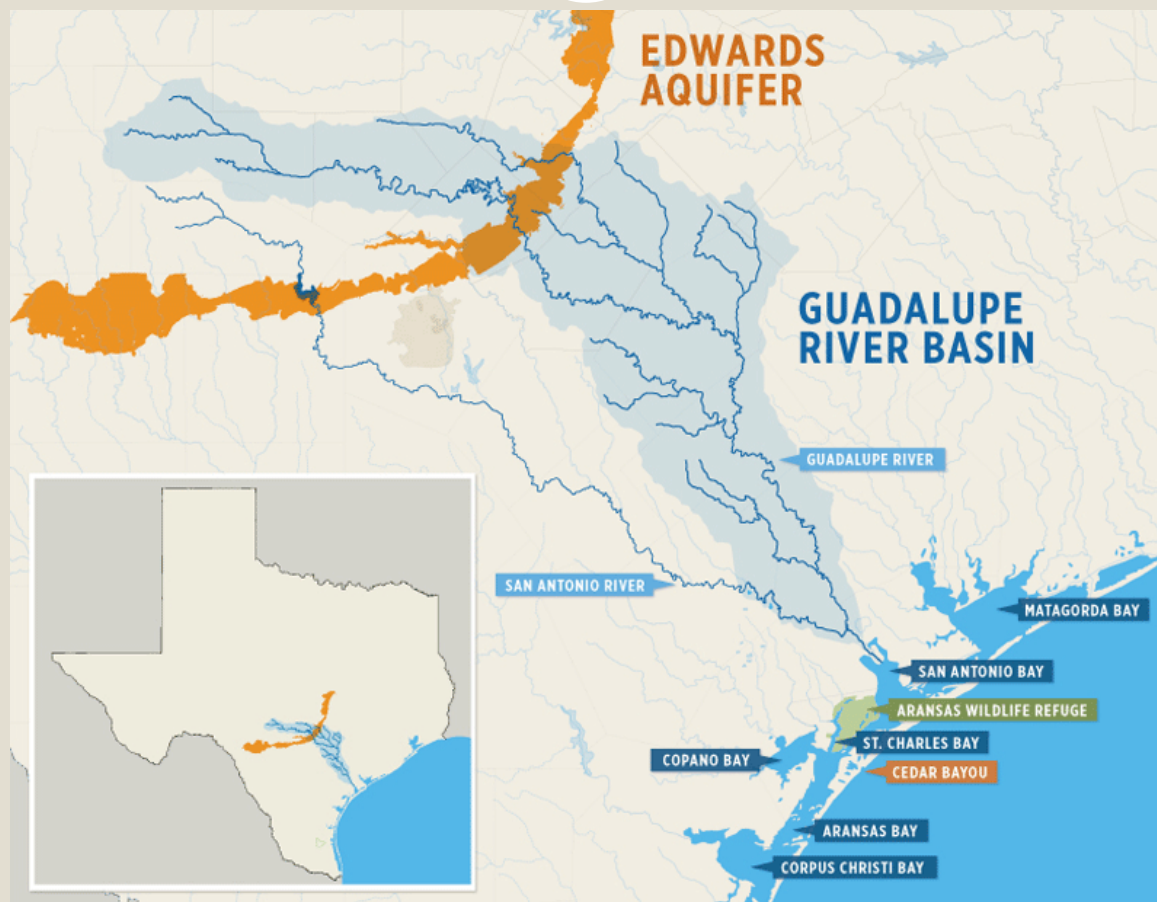 EDWARDS
AQUIFER
GUADALUPE
RIVER BASIN
GUADALUPE RIVER
SAN ANTONIO RIVER
MATAGORDA BAY
SAN ANTONIO BAY
ARANSAS WILDLIFE REFUGE
ST. CHARLES BAY
COPANO BAY
CEDAR BAYOU
ARANSAS BAY
CORPUS CHRISTI BAY